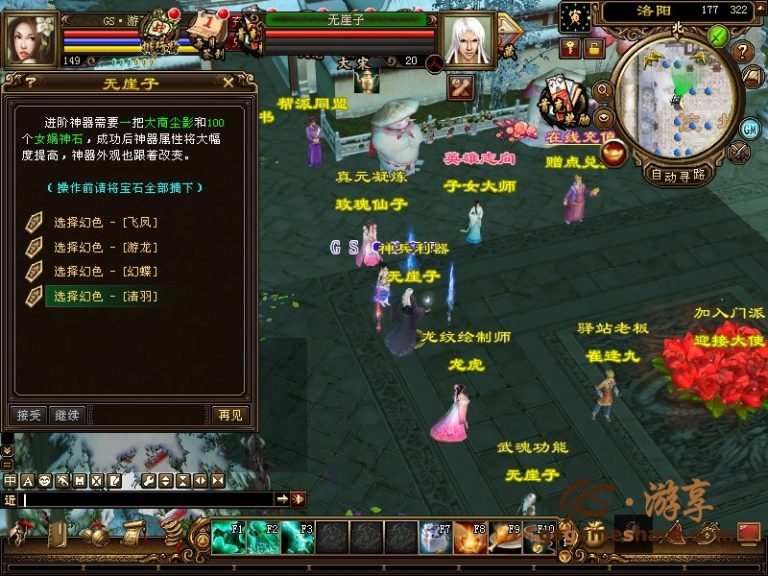 GS·游
149
无崖子
大宋
20
洛阳
177 322
北
GM
自动寻路
无崖子
进阶神器需要一把大商尘影和100
个女娲神石，成功后神器属性将大幅
度提高，神器外观也跟着改变。
（操作前请将宝石全部摘下）
选择幻色 - [飞凤]
选择幻色 - [游龙]
选择幻色 - [幻蝶]
选择幻色 - [清羽]
接受
继续
再见
帮派同盟
书
在线充值
赠点兑
英雄志向
子女大师
真元凝炼
玫瑰仙子
GS
神兵利器
无崖子
龙纹绘制师
龙虎
驿站老板
崔逢九
加入门派
迎接大使
武魂功能
无崖子
近
F1
F2
F3
F7
F8
F9
F10
GS·游享